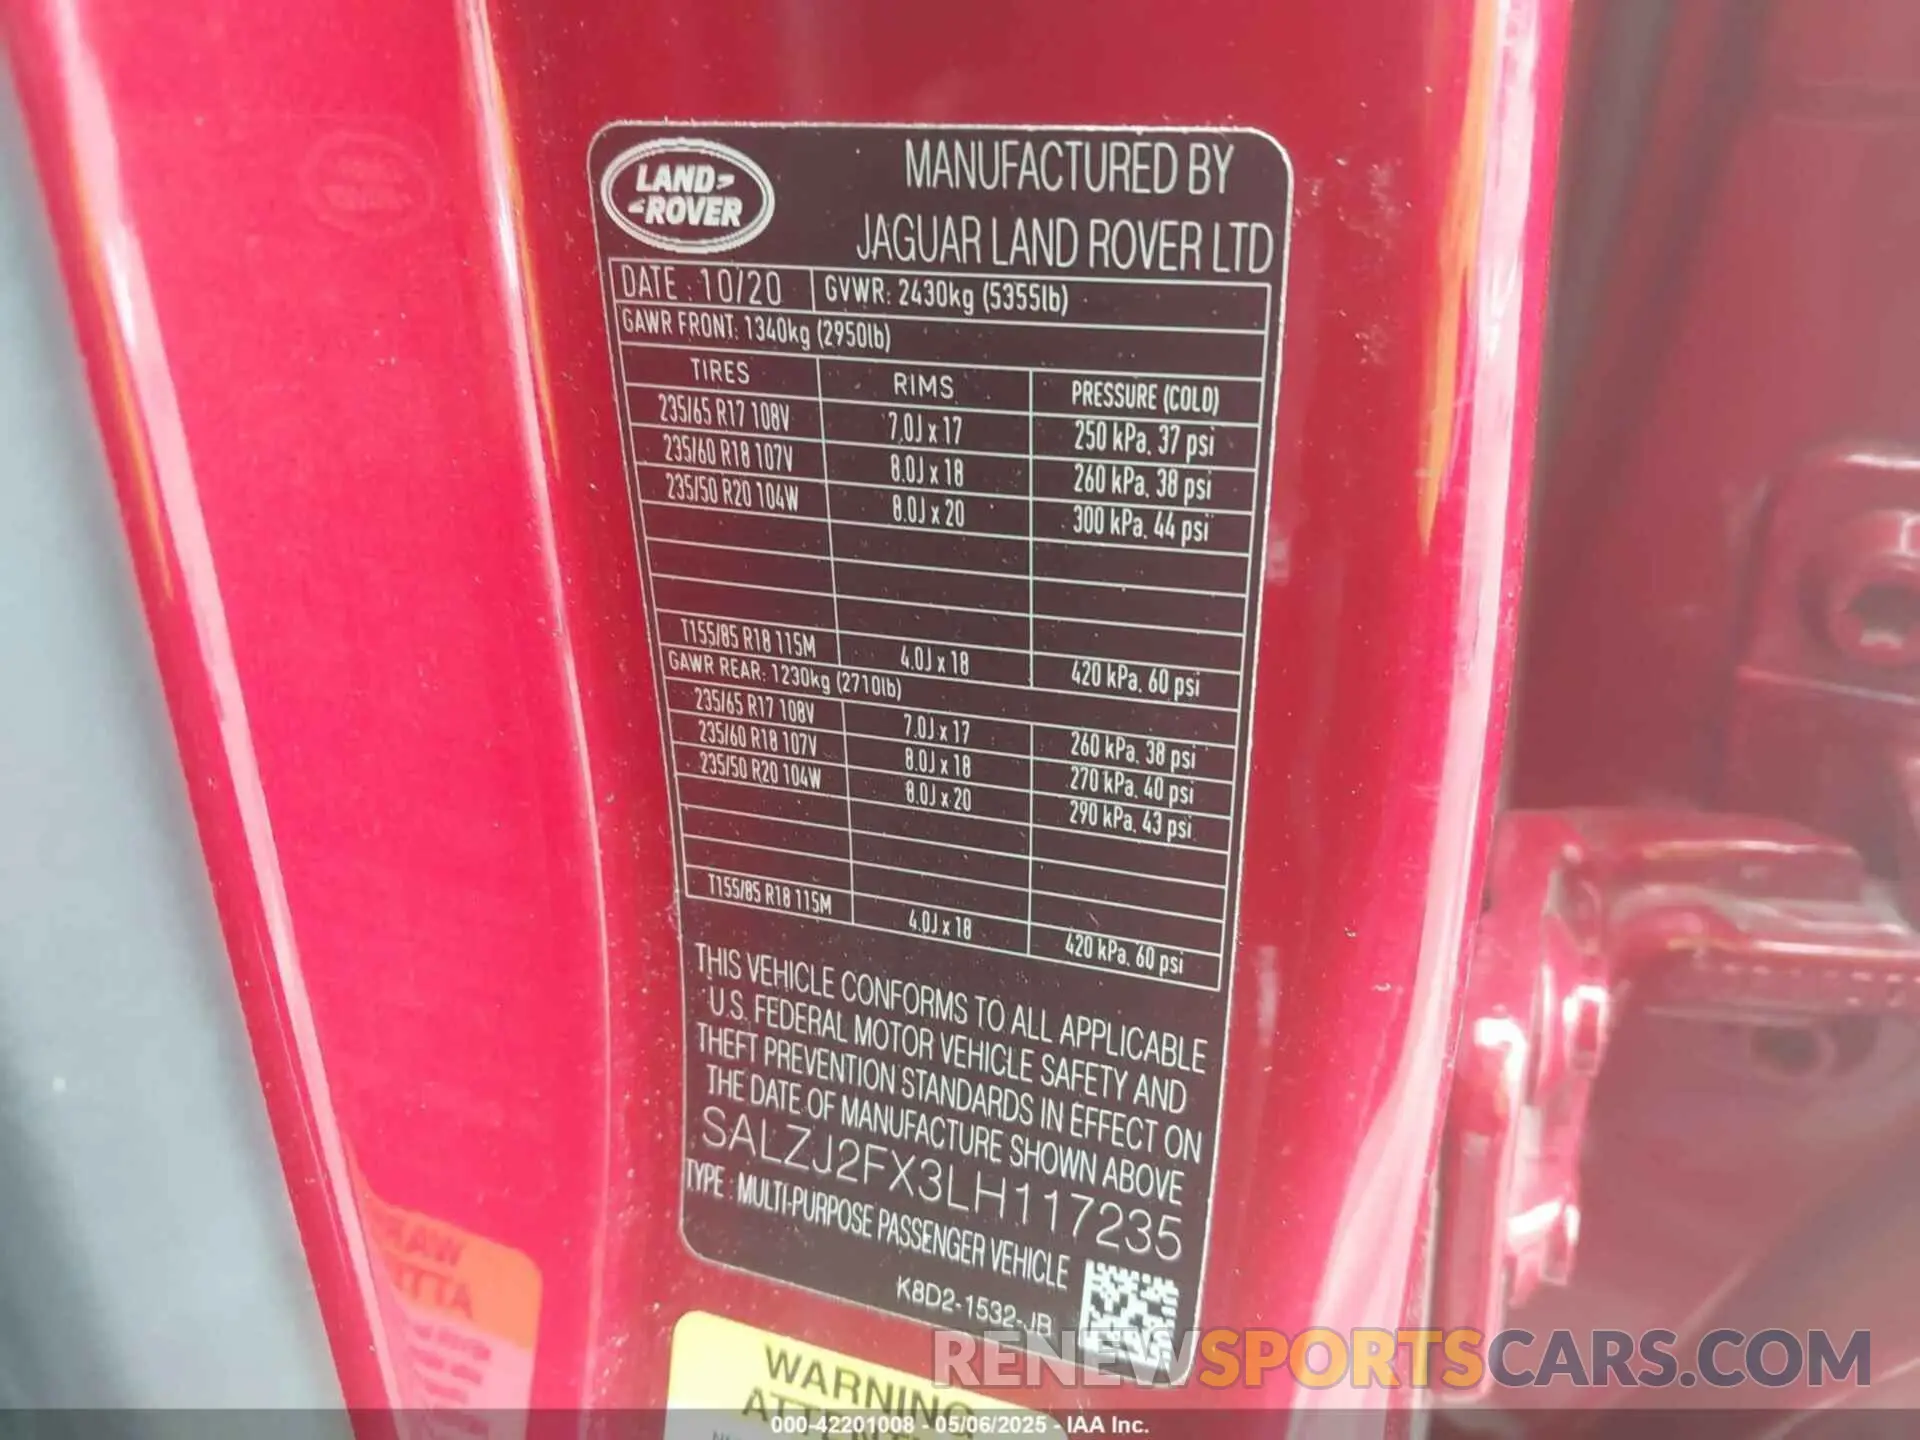 LAND
ROVER
MANUFACTURED BY
JAGUAR LAND ROVER LTD
DATE : 10/20 GVWR: 2430kg (5355lb)
GAWR FRONT: 1340kg (2950lb)
TIRES RIMS PRESSURE (COLD)
235/65 R17 108V 7.0J x 17 250 kPa, 37 psi
235/60 R18 107V 8.0J x 18 260 kPa, 38 psi
235/50 R20 104W 8.0J x 20 300 kPa, 44 psi
T155/85 R18 115M 4.0J x 18 420 kPa, 60 psi
GAWR REAR: 1230kg (2710lb)
235/65 R17 108V 7.0J x 17 260 kPa, 38 psi
235/60 R18 107V 8.0J x 18 270 kPa, 40 psi
235/50 R20 104W 8.0J x 20 290 kPa, 43 psi
T155/85 R18 115M 4.0J x 18 420 kPa, 60 psi
THIS VEHICLE CONFORMS TO ALL APPLICABLE
U.S. FEDERAL MOTOR VEHICLE SAFETY AND
THEFT PREVENTION STANDARDS IN EFFECT ON
THE DATE OF MANUFACTURE SHOWN ABOVE
SALZJ2FX3LH117235
TYPE : MULTI-PURPOSE PASSENGER VEHICLE
K8D2-1532-JB
WARNING
RENEWSPORTSCARS.COM
000-42201008 - 05/06/2025 - IAA Inc.